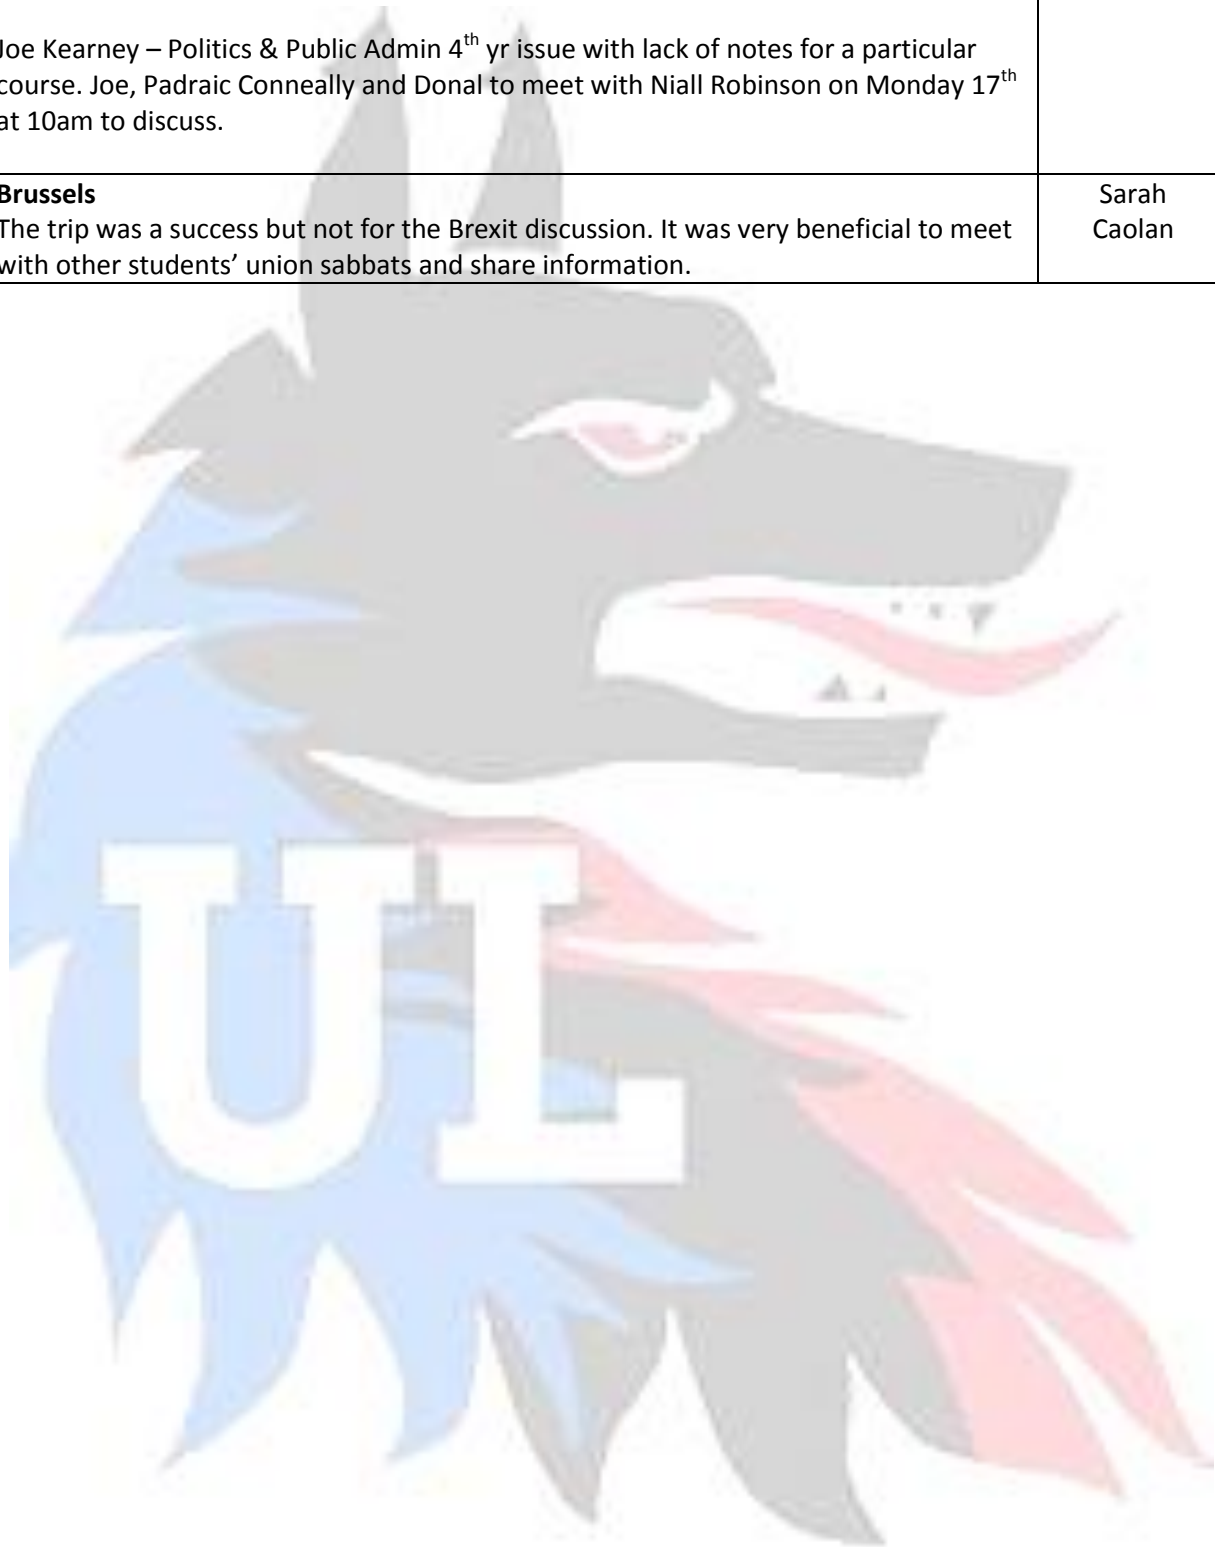 Joe Kearney – Politics & Public Admin 4th yr issue with lack of notes for a particular
course. Joe, Padraic Conneally and Donal to meet with Niall Robinson on Monday 17th
at 10am to discuss.
Brussels
Sarah
The trip was a success but not for the Brexit discussion. It was very beneficial to meet
Caolan
with other students’ union sabbats and share information.
UL